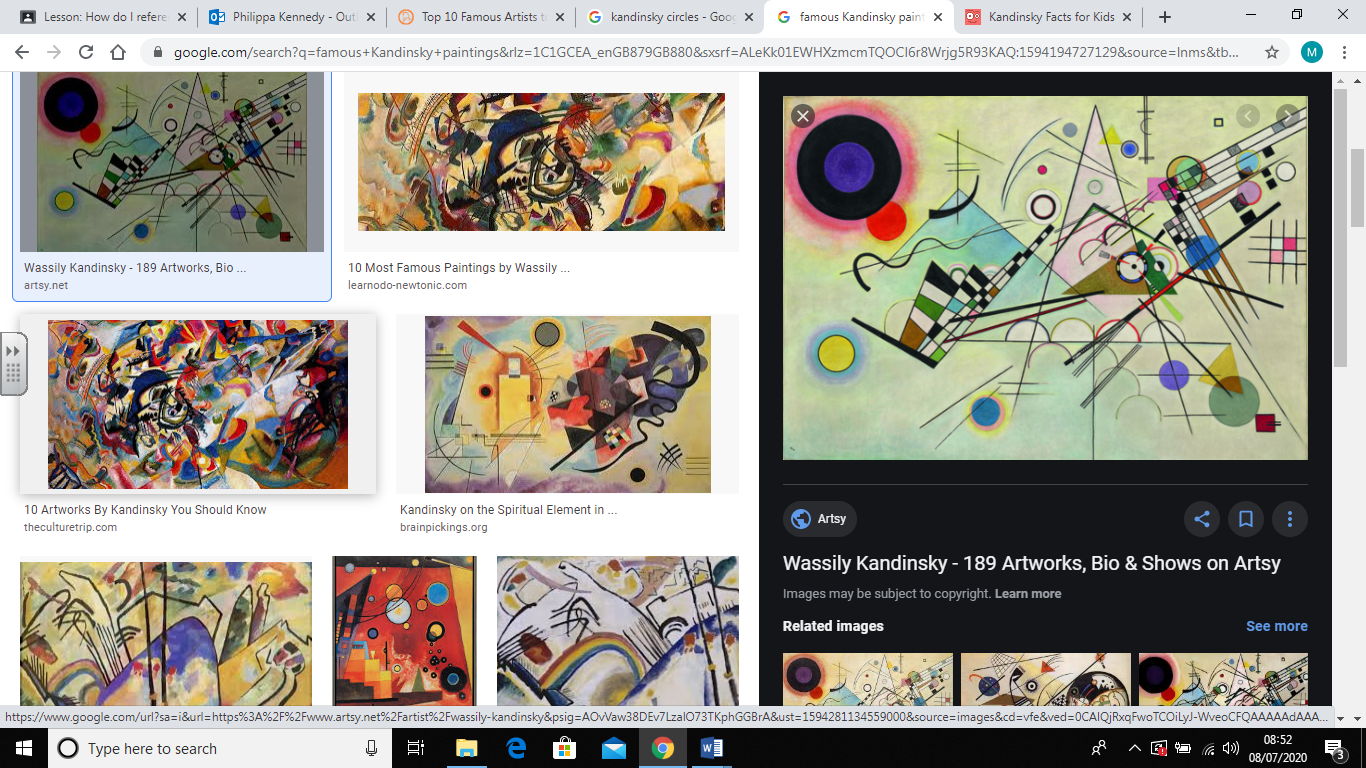 Lesson: How do I refere
Philippa Kennedy - Out
Top 10 Famous Artists t
kandinsky circles - Goo
famous Kandinsky pain
Kandinsky Facts for Kids
google.com/search?q=famous+Kandinsky+paintings&rlz=1C1GCEA_enGB879GB880&sxsrf=ALeKk01EWHXzmcmTQOCl6r8Wrjg5R93KAQ:1594194727129&source=lnms&tb...
M
Wassily Kandinsky - 189 Artworks, Bio ...
artsy.net
10 Most Famous Paintings by Wassily ...
learnodo-newtonic.com
10 Artworks By Kandinsky You Should Know
theculturetrip.com
Kandinsky on the Spiritual Element in ...
brainpickings.org
Artsy
Wassily Kandinsky - 189 Artworks, Bio & Shows on Artsy
Images may be subject to copyright. Learn more
Related images
See more
https://www.google.com/url?sa=i&url=https%3A%2F%2Fwww.artsy.net%2Fartist%2Fwassily-kandinsky&psig=AOvVaw38DEv7LzaIO73TKphGGBrA&ust=1594281134559000&source=images&cd=vfe&ved=0CAIQjRxqFwoTCOiLyJ-WveoCFQAAAAAdAAA...
Type here to search
08:52
08/07/2020
3